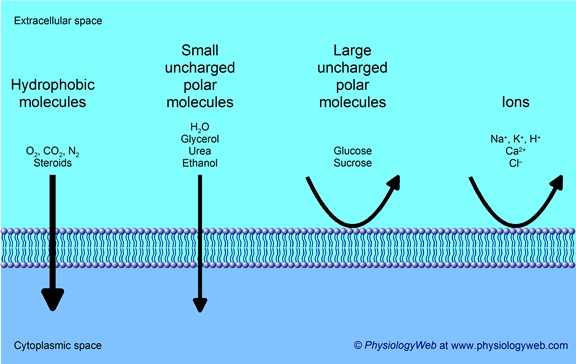 Extracellular space
Hydrophobic
molecules
O₂, CO₂, N₂
Steroids
Small
uncharged
polar
molecules
H₂O
Glycerol
Urea
Ethanol
Large
uncharged
polar
molecules
Glucose
Sucrose
Ions
Na⁺, K⁺, H⁺
Ca²⁺
Cl⁻
Cytoplasmic space
© PhysiologyWeb at www.physiologyweb.com